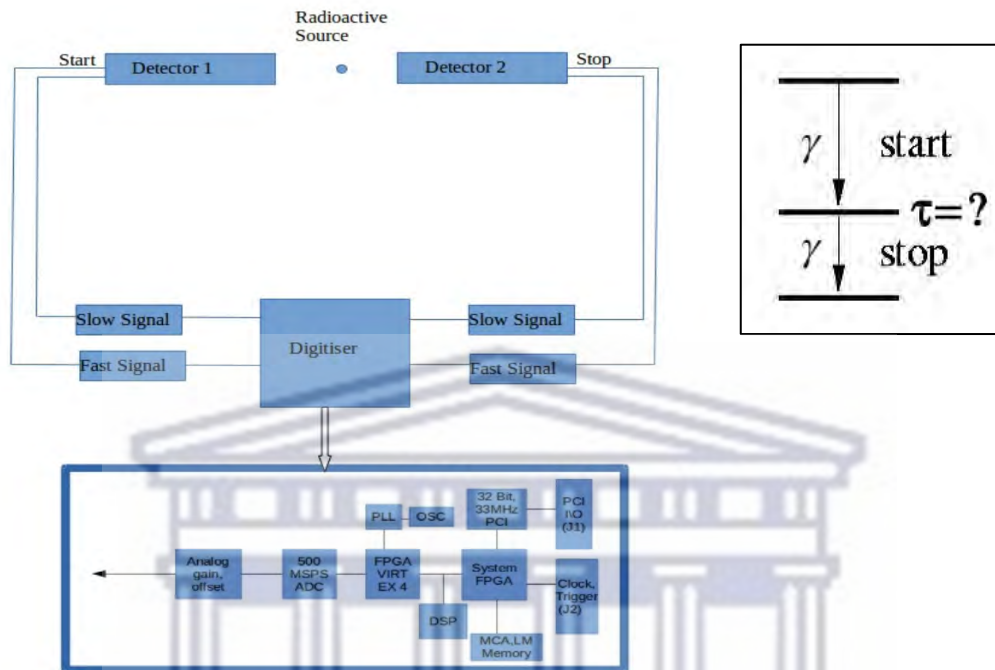 Radioactive
Source
Start
Detector 1
Detector 2
Stop
γ
start
τ=?
γ
stop
Slow Signal
Fast Signal
Digitiser
Slow Signal
Fast Signal
PLL
OSC
32 Bit,
33MHz
PCI
PCI
I\O
(J1)
Analog
gain,
offset
500
MSPS
ADC
FPGA
VIRT
EX 4
System
FPGA
Clock,
Trigger
(J2)
DSP
MCA,LM
Memory